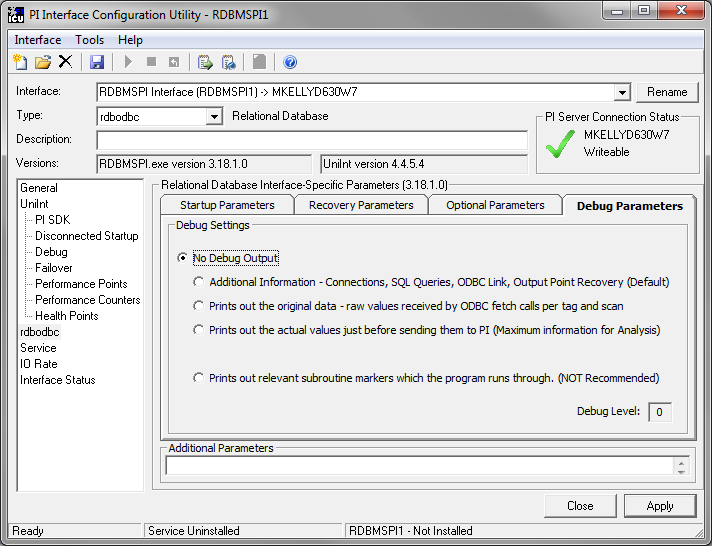 PI Interface Configuration Utility - RDBMSPI1
Interface Tools Help
Interface: RDBMSPI Interface (RDBMSPI1) -> MKELLYD630W7 Rename
Type: rdbodbc Relational Database
PI Server Connection Status
MKELLYD630W7
Writeable
Description:
Versions: RDBMSPI.exe version 3.18.1.0 UniInt version 4.4.5.4
General
UniInt
PI SDK
Disconnected Startup
Debug
Failover
Performance Points
Performance Counters
Health Points
rdbodbc
Service
IO Rate
Interface Status
Relational Database Interface-Specific Parameters (3.18.1.0)
Startup Parameters Recovery Parameters Optional Parameters Debug Parameters
Debug Settings
No Debug Output
Additional Information - Connections, SQL Queries, ODBC Link, Output Point Recovery (Default)
Prints out the original data - raw values received by ODBC fetch calls per tag and scan
Prints out the actual values just before sending them to PI (Maximum information for Analysis)
Prints out relevant subroutine markers which the program runs through. (NOT Recommended)
Debug Level: 0
Additional Parameters
Close Apply
Ready Service Uninstalled RDBMSPI1 - Not Installed